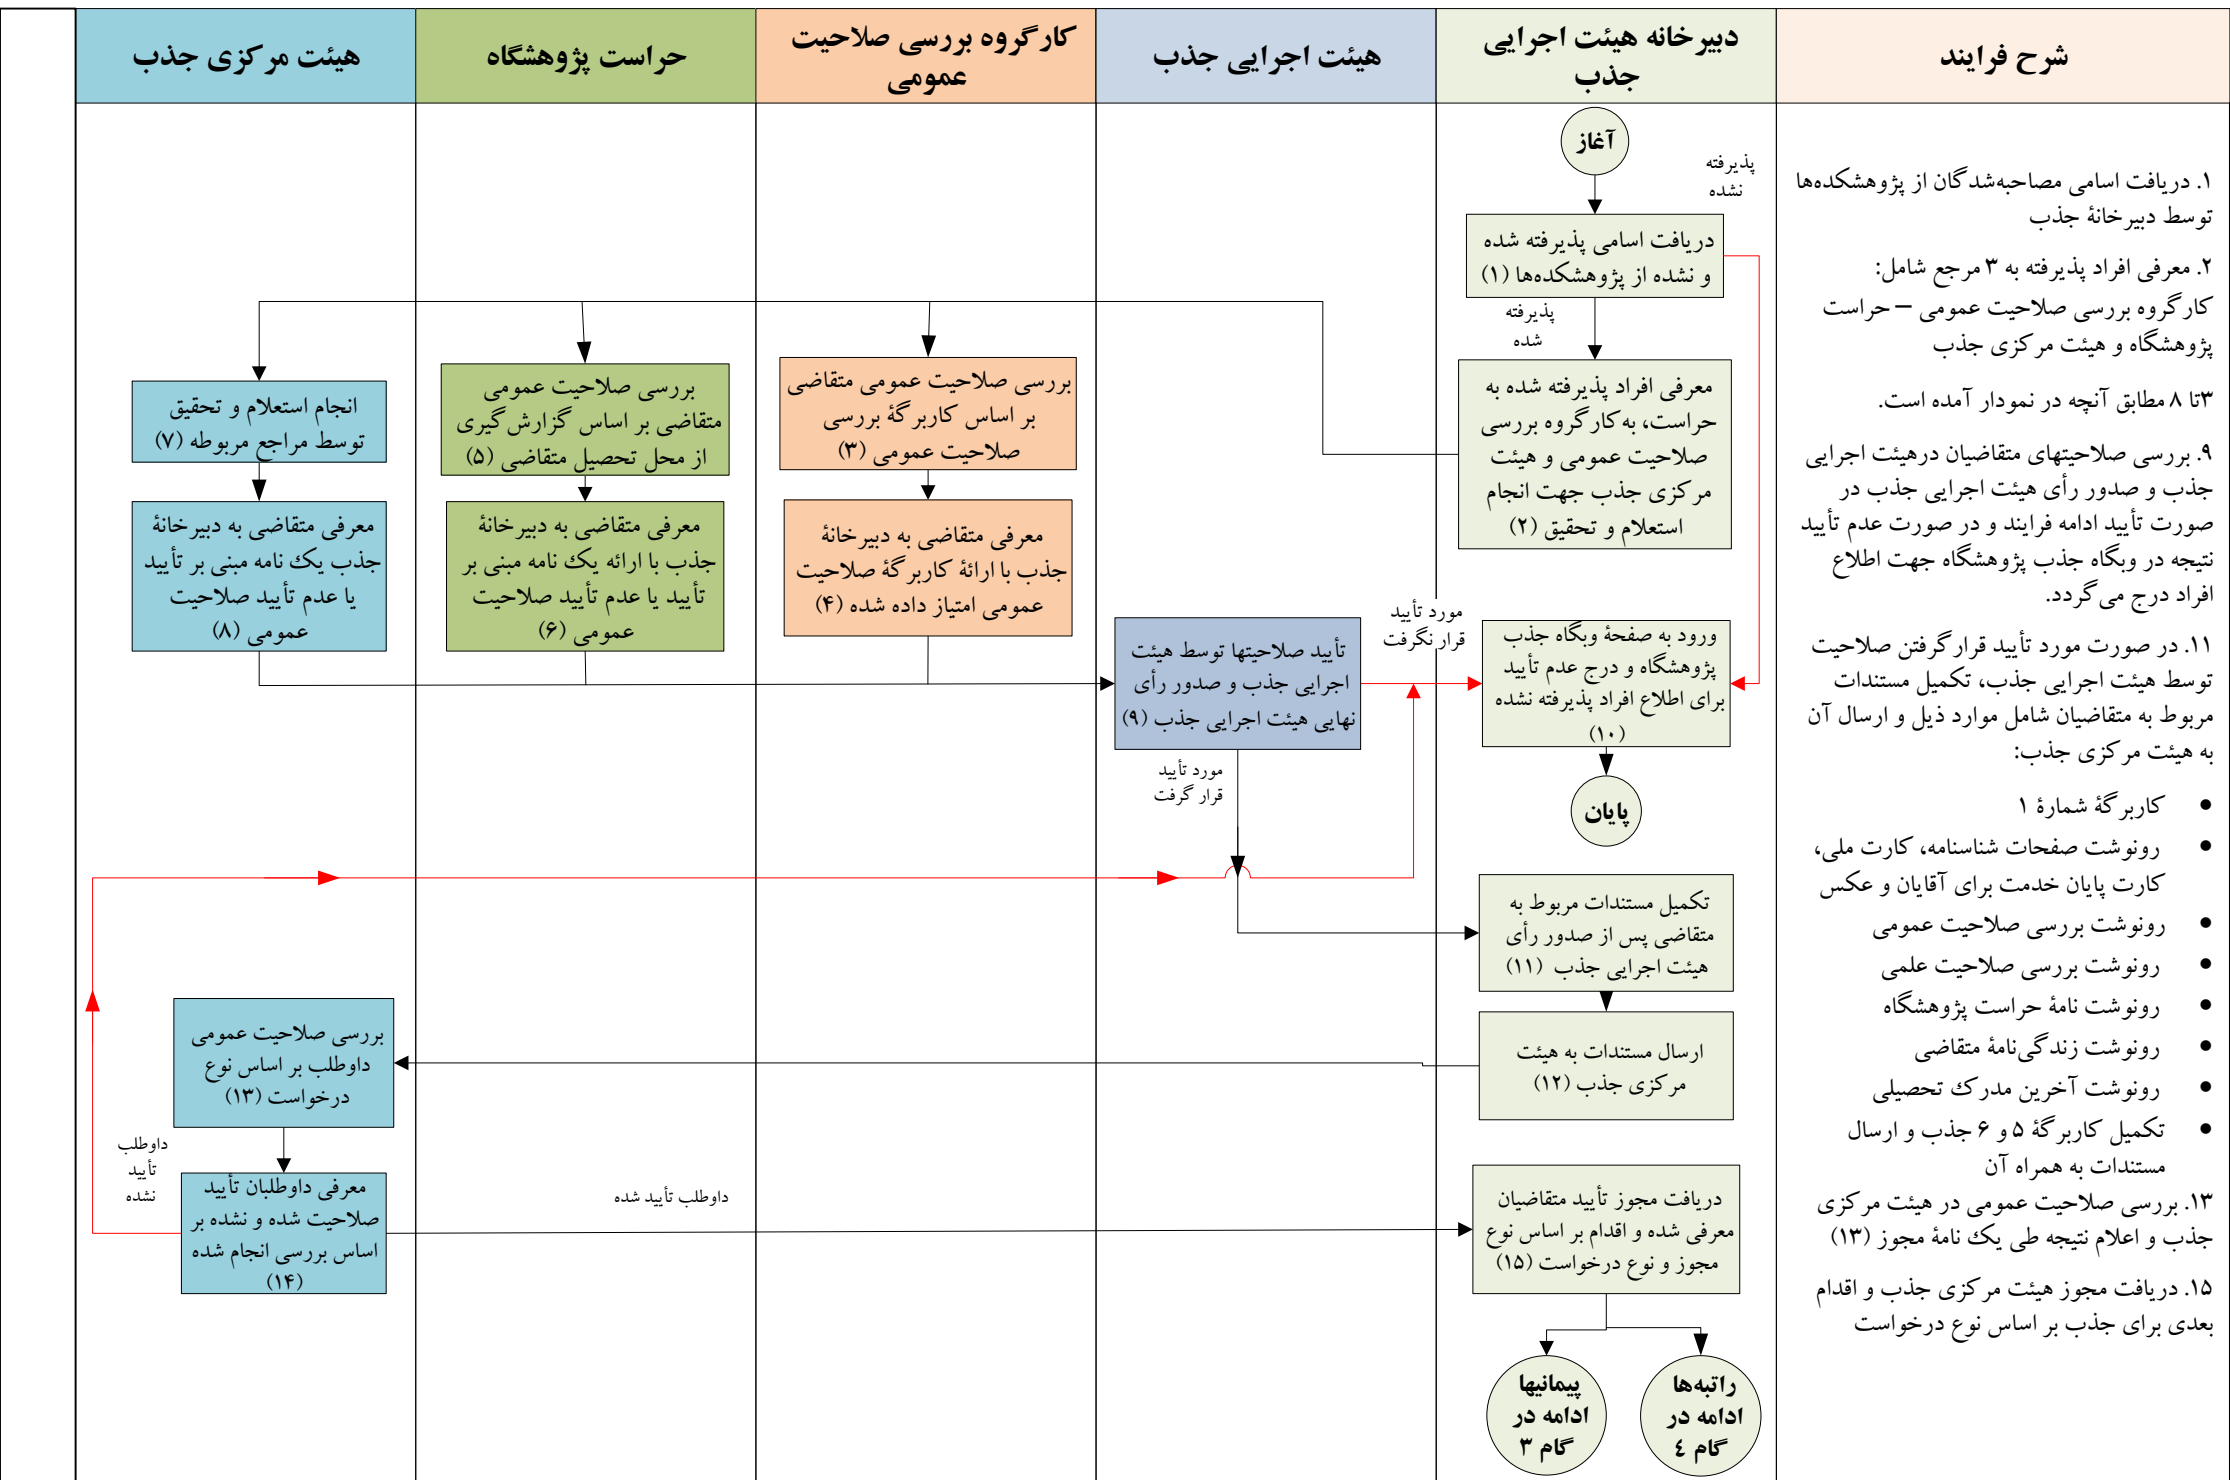 شرح فرایند
دبیرخانه هیئت اجرایی
جذب
هیئت اجرایی جذب
کارگروه بررسی صلاحیت
عمومی
حراست پژوهشگاه
هیئت مرکزی جذب
۱. دریافت اسامی مصاحبه‌شدگان از پژوهشکده‌ها
توسط دبیرخانهٔ جذب
۲. معرفی افراد پذیرفته به ۳ مرجع شامل:
کارگروه بررسی صلاحیت عمومی – حراست
پژوهشگاه و هیئت مرکزی جذب
۳تا ۸ مطابق آنچه در نمودار آمده است.
۹. بررسی صلاحیتهای متقاضیان درهیئت اجرایی
جذب و صدور رأی هیئت اجرایی جذب در
صورت تأیید ادامه فرایند و در صورت عدم تأیید
نتیجه در وبگاه جذب پژوهشگاه جهت اطلاع
افراد درج می‌گردد.
۱۱. در صورت مورد تأیید قرارگرفتن صلاحیت
توسط هیئت اجرایی جذب، تکمیل مستندات
مربوط به متقاضیان شامل موارد ذیل و ارسال آن
به هیئت مرکزی جذب:
• کاربرگهٔ شمارهٔ ۱
• رونوشت صفحات شناسنامه، کارت ملی،
کارت پایان خدمت برای آقایان و عکس
• رونوشت بررسی صلاحیت عمومی
• رونوشت بررسی صلاحیت علمی
• رونوشت نامهٔ حراست پژوهشگاه
• رونوشت زندگی‌نامهٔ متقاضی
• رونوشت آخرین مدرک تحصیلی
• تکمیل کاربرگهٔ ۵ و ۶ جذب و ارسال
مستندات به همراه آن
۱۳. بررسی صلاحیت عمومی در هیئت مرکزی
جذب و اعلام نتیجه طی یک نامهٔ مجوز (۱۳)
۱۵. دریافت مجوز هیئت مرکزی جذب و اقدام
بعدی برای جذب بر اساس نوع درخواست
آغاز
پذیرفته
نشده
دریافت اسامی پذیرفته شده
و نشده از پژوهشکده‌ها (۱)
پذیرفته
شده
معرفی افراد پذیرفته شده به
حراست، به کارگروه بررسی
صلاحیت عمومی و هیئت
مرکزی جذب جهت انجام
استعلام و تحقیق (۲)
بررسی صلاحیت عمومی متقاضی
بر اساس کاربرگهٔ بررسی
صلاحیت عمومی (۳)
معرفی متقاضی به دبیرخانهٔ
جذب با ارائهٔ کاربرگهٔ صلاحیت
عمومی امتیاز داده شده (۴)
بررسی صلاحیت عمومی
متقاضی بر اساس گزارش‌گیری
از محل تحصیل متقاضی (۵)
معرفی متقاضی به دبیرخانهٔ
جذب با ارائه یک نامه مبنی بر
تأیید یا عدم تأیید صلاحیت
عمومی (۶)
انجام استعلام و تحقیق
توسط مراجع مربوطه (۷)
معرفی متقاضی به دبیرخانهٔ
جذب یک نامه مبنی بر تأیید
یا عدم تأیید صلاحیت
عمومی (۸)
تأیید صلاحیتها توسط هیئت
اجرایی جذب و صدور رأی
نهایی هیئت اجرایی جذب (۹)
مورد تأیید
قرار نگرفت
ورود به صفحهٔ وبگاه جذب
پژوهشگاه و درج عدم تأیید
برای اطلاع افراد پذیرفته نشده
(۱۰)
پایان
مورد تأیید
قرار گرفت
تکمیل مستندات مربوط به
متقاضی پس از صدور رأی
هیئت اجرایی جذب (۱۱)
ارسال مستندات به هیئت
مرکزی جذب (۱۲)
بررسی صلاحیت عمومی
داوطلب بر اساس نوع
درخواست (۱۳)
داوطلب
تأیید
نشده
معرفی داوطلبان تأیید
صلاحیت شده و نشده بر
اساس بررسی انجام شده
(۱۴)
داوطلب تأیید شده
دریافت مجوز تأیید متقاضیان
معرفی شده و اقدام بر اساس نوع
مجوز و نوع درخواست (۱۵)
راتبه‌ها
ادامه در
گام ٤
پیمانیها
ادامه در
گام ۳